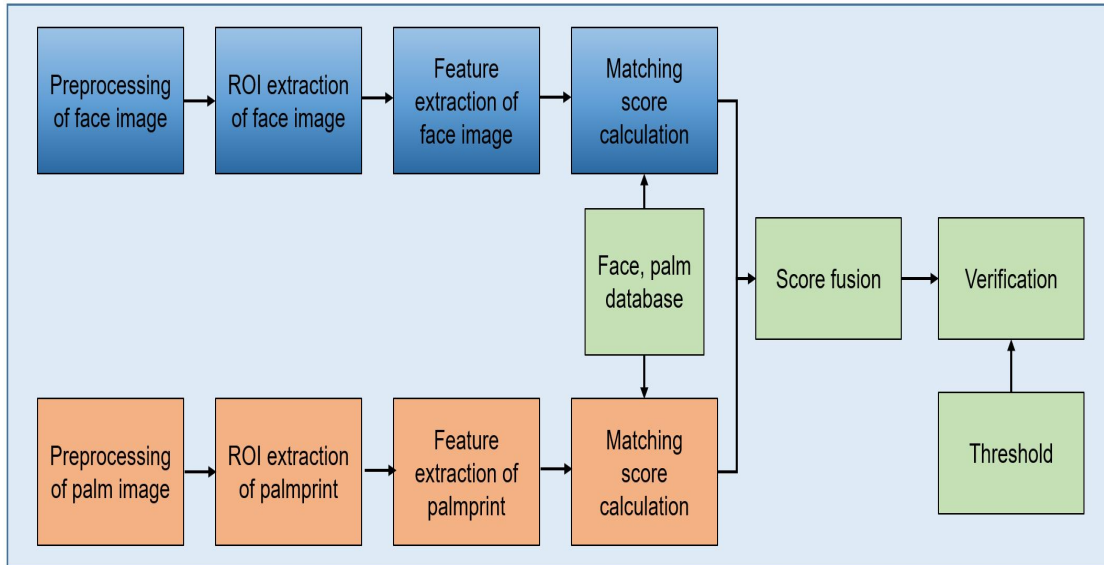 Preprocessing
of face image
ROI extraction
of face image
Feature
extraction of
face image
Matching
score
calculation
Face, palm
database
Score fusion
Verification
Threshold
Preprocessing
of palm image
ROI extraction
of palmprint
Feature
extraction of
palmprint
Matching
score
calculation